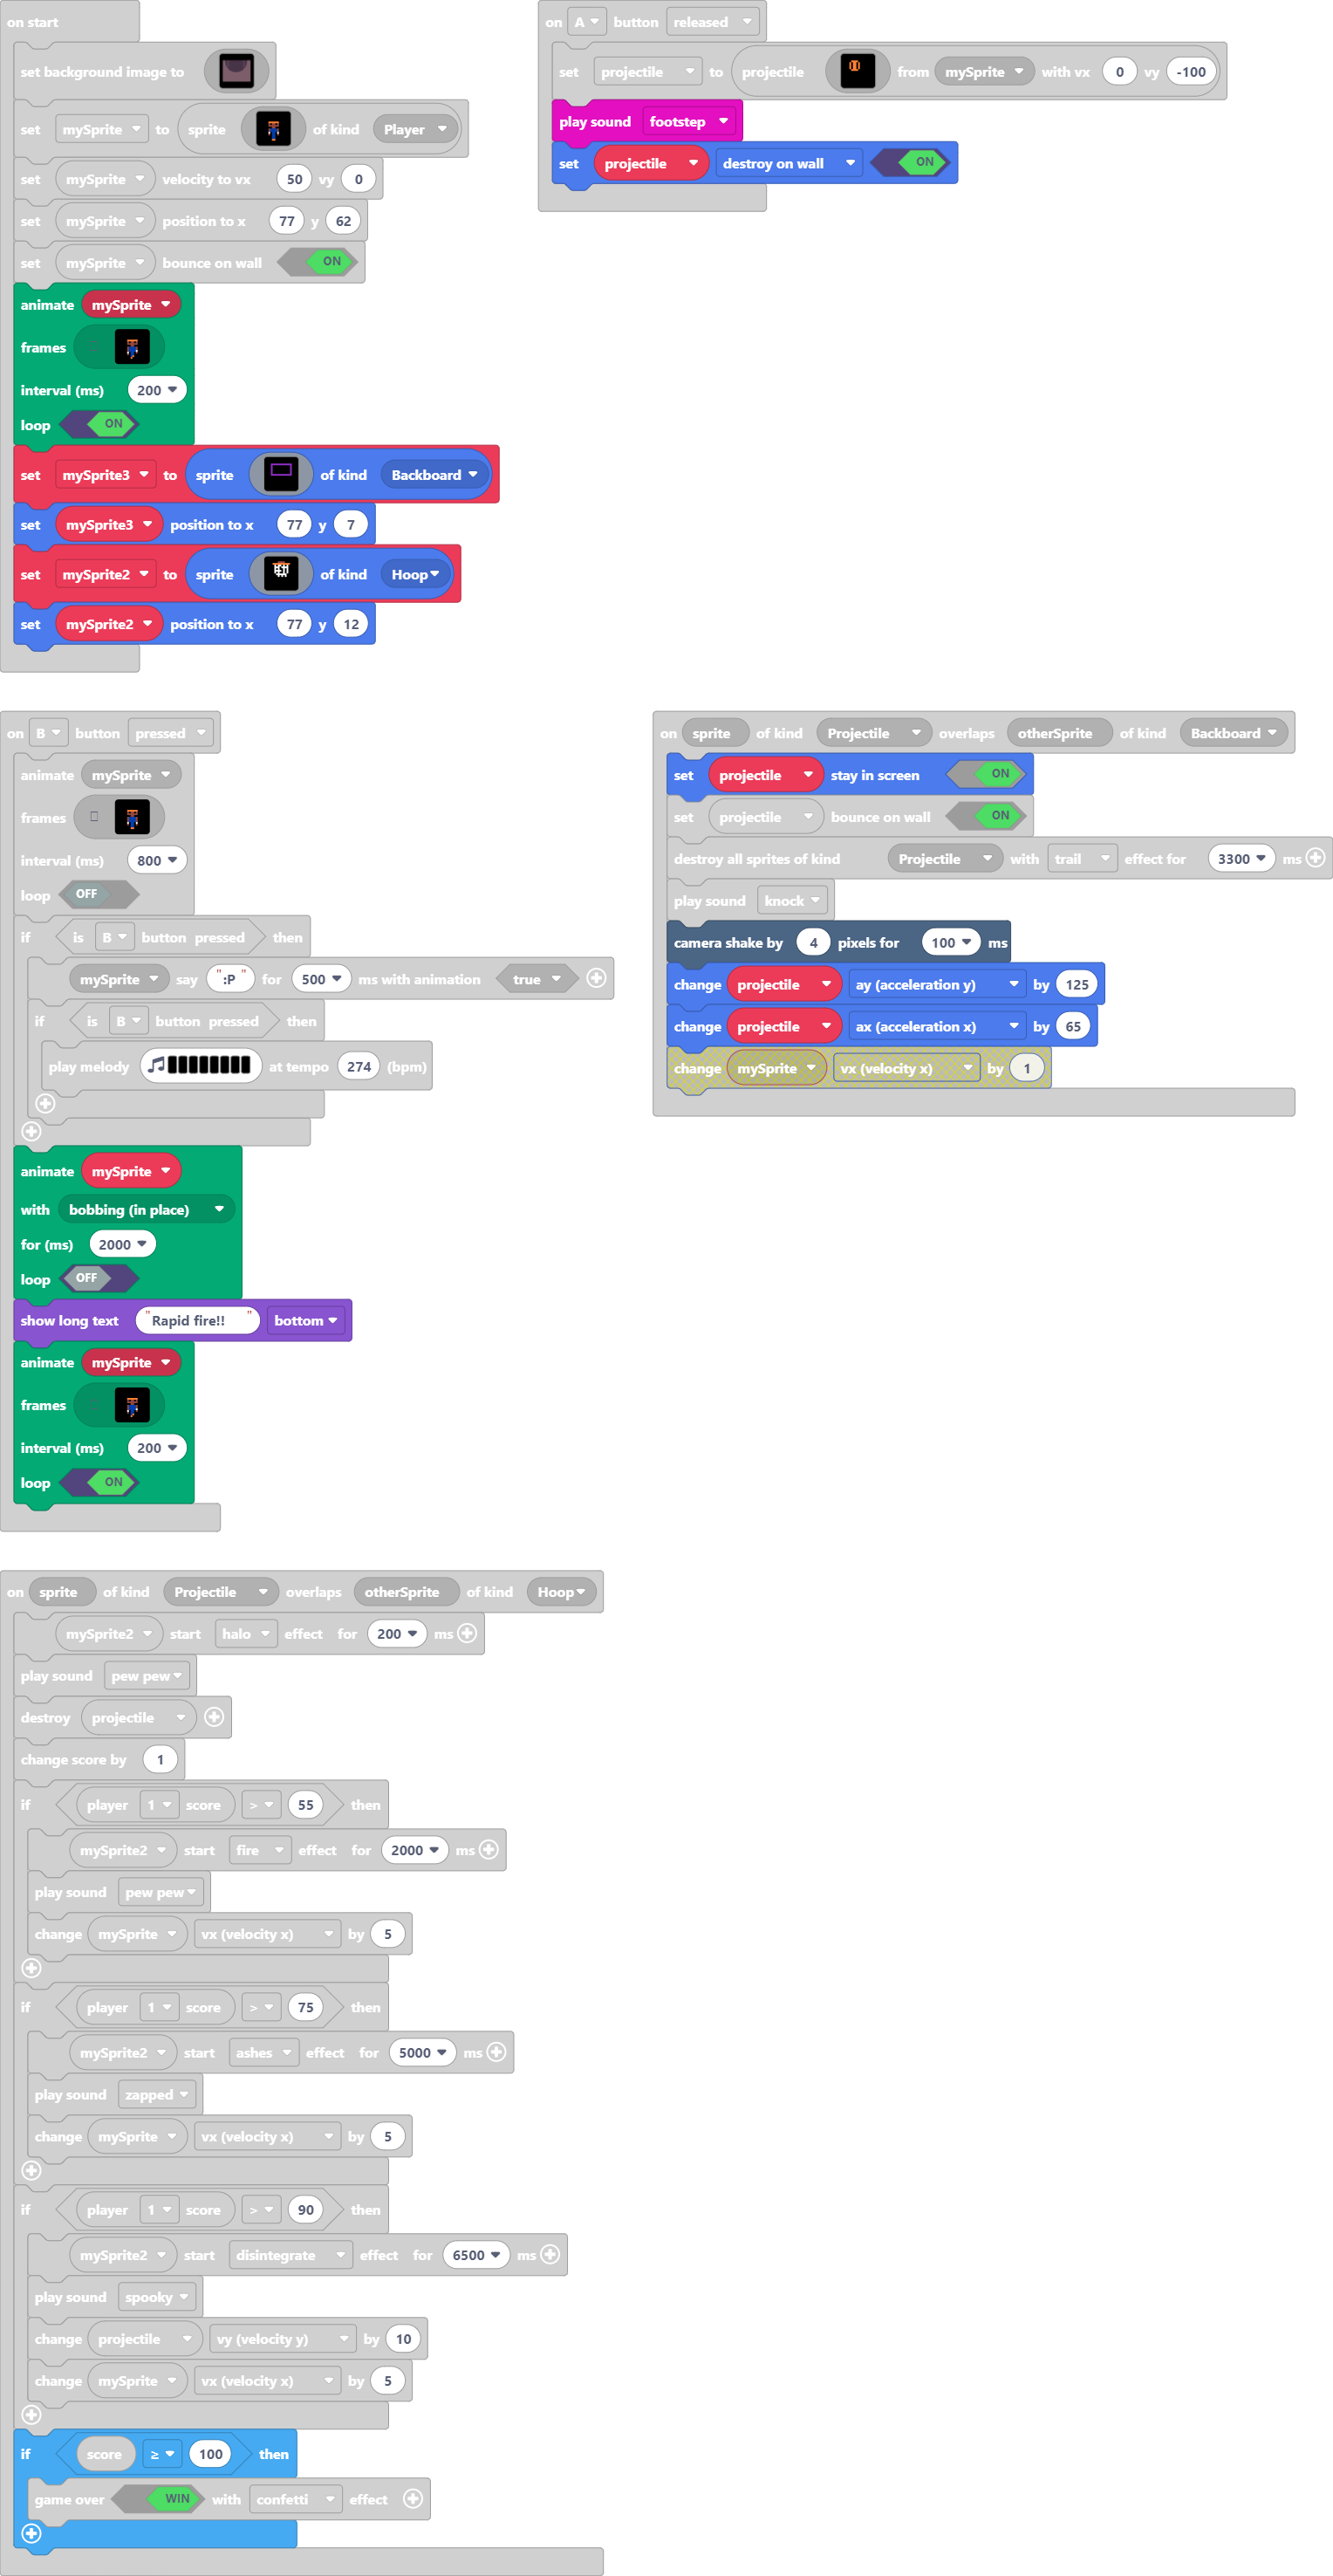 on start
set background image to
set mySprite to sprite of kind Player
set mySprite velocity to vx 50 vy 0
set mySprite position to x 77 y 62
set mySprite bounce on wall ON
animate mySprite
frames
interval (ms) 200
loop ON
set mySprite3 to sprite of kind Backboard
set mySprite3 position to x 77 y 7
set mySprite2 to sprite of kind Hoop
set mySprite2 position to x 77 y 12
on A button released
set projectile to projectile from mySprite with vx 0 vy -100
play sound footstep
set projectile destroy on wall ON
on B button pressed
animate mySprite
frames
interval (ms) 800
loop OFF
if is B button pressed then
mySprite say ":P" for 500 ms with animation true
if is B button pressed then
play melody at tempo 274 (bpm)
animate mySprite
with bobbing (in place)
for (ms) 2000
loop OFF
show long text "Rapid fire!! " bottom
animate mySprite
frames
interval (ms) 200
loop ON
on sprite of kind Projectile overlaps otherSprite of kind Backboard
set projectile stay in screen ON
set projectile bounce on wall ON
destroy all sprites of kind Projectile with trail effect for 3300 ms
play sound knock
camera shake by 4 pixels for 100 ms
change projectile ay (acceleration y) by 125
change projectile ax (acceleration x) by 65
change mySprite vx (velocity x) by 1
on sprite of kind Projectile overlaps otherSprite of kind Hoop
mySprite2 start halo effect for 200 ms
play sound pew pew
destroy projectile
change score by 1
if player 1 score > 55 then
mySprite2 start fire effect for 2000 ms
play sound pew pew
change mySprite vx (velocity x) by 5
if player 1 score > 75 then
mySprite2 start ashes effect for 5000 ms
play sound zapped
change mySprite vx (velocity x) by 5
if player 1 score > 90 then
mySprite2 start disintegrate effect for 6500 ms
play sound spooky
change projectile vy (velocity y) by 10
change mySprite vx (velocity x) by 5
if score ≥ 100 then
game over WIN with confetti effect